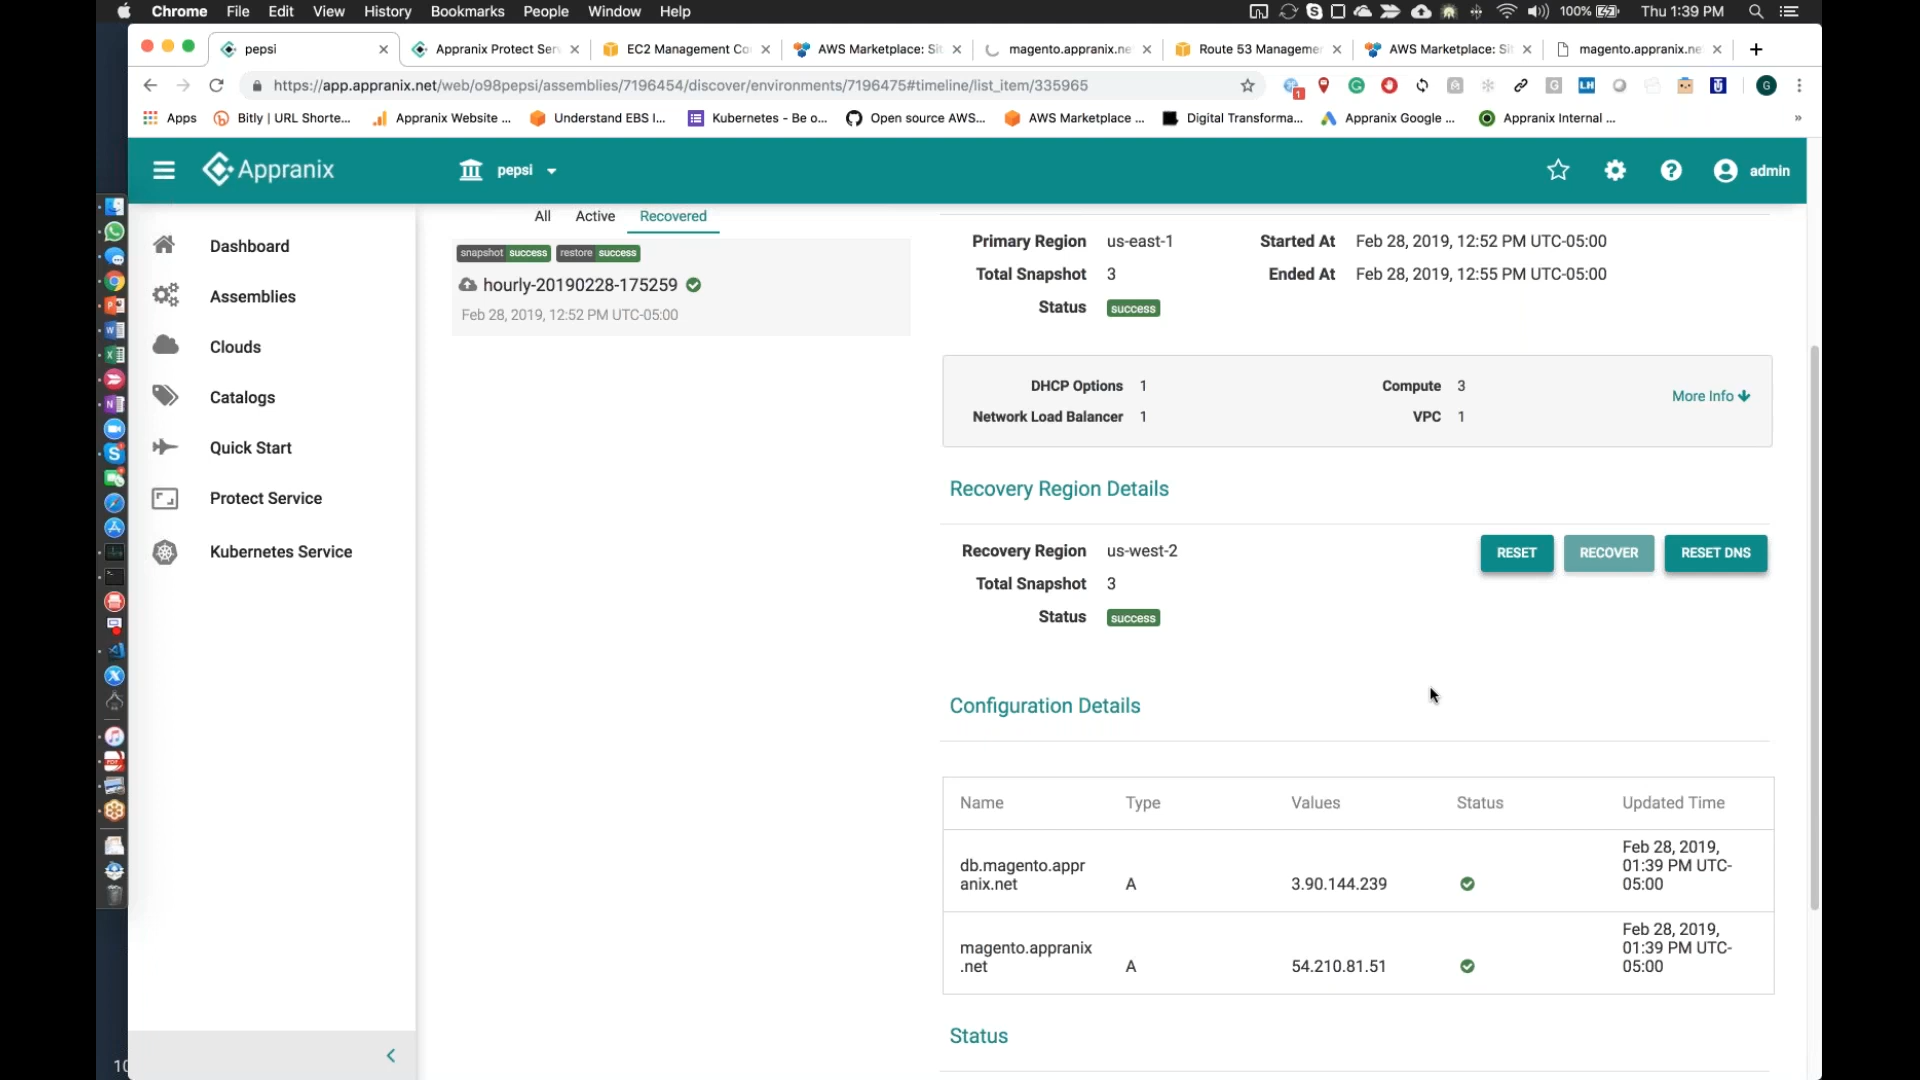 Chrome File Edit View History Bookmarks People Window Help 100% Thu 1:39 PM
pepsi Appranix Protect Ser EC2 Management Co AWS Marketplace: Sit magento.appranix.ne Route 53 Manageme AWS Marketplace: Sit magento.appranix.ne
https://app.appranix.net/web/o98pepsi/assemblies/7196454/discover/environments/7196475#timeline/list_item/335965
Apps Bitly | URL Shorte... Appranix Website ... Understand EBS I... Kubernetes - Be o... Open source AWS... AWS Marketplace ... Digital Transforma... Appranix Google ... Appranix Internal ... »
Appranix pepsi admin
Dashboard
Assemblies
Clouds
Catalogs
Quick Start
Protect Service
Kubernetes Service
All Active Recovered
snapshot success restore success
hourly-20190228-175259
Feb 28, 2019, 12:52 PM UTC-05:00
Primary Region us-east-1 Started At Feb 28, 2019, 12:52 PM UTC-05:00
Total Snapshot 3 Ended At Feb 28, 2019, 12:55 PM UTC-05:00
Status success
DHCP Options 1 Compute 3
More Info
Network Load Balancer 1 VPC 1
Recovery Region Details
Recovery Region us-west-2 RESET RECOVER RESET DNS
Total Snapshot 3
Status success
Configuration Details
Name Type Values Status Updated Time
db.magento.appr
anix.net A 3.90.144.239 Feb 28, 2019,
01:39 PM UTC-
05:00
magento.appranix
.net A 54.210.81.51 Feb 28, 2019,
01:39 PM UTC-
05:00
Status